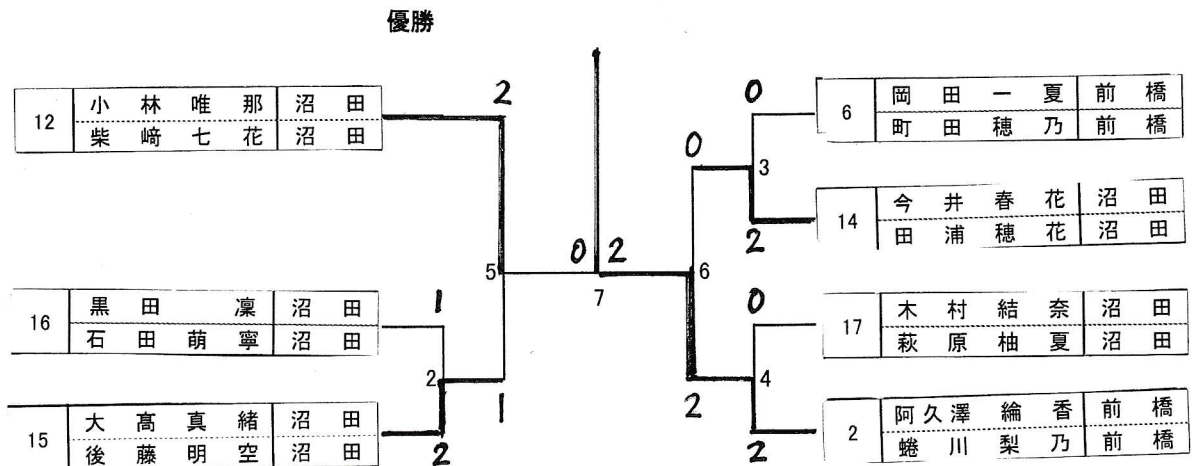 優勝
12 小林唯那 沼田
柴﨑七花 沼田
2
16 黒田 凜 沼田
石田萌寧 沼田
1
15 大髙真緒 沼田
後藤明空 沼田
2
2
1
5
0 2
7
6 岡田一夏 前橋
町田穂乃 前橋
0
3
14 今井春花 沼田
田浦穂花 沼田
2
0
6
17 木村結奈 沼田
萩原柚夏 沼田
0
4
2 阿久澤綸香 前橋
蜷川梨乃 前橋
2
2